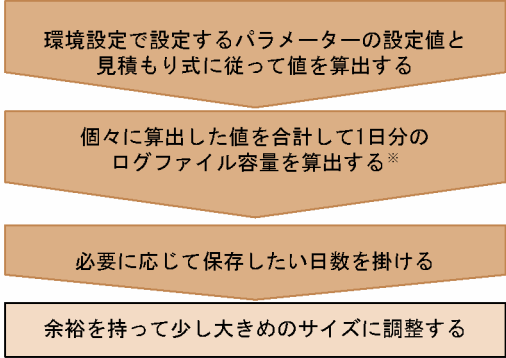 環境設定で設定するパラメーターの設定値と
見積もり式に従って値を算出する
個々に算出した値を合計して1日分の
ログファイル容量を算出する※
必要に応じて保存したい日数を掛ける
余裕を持って少し大きめのサイズに調整する